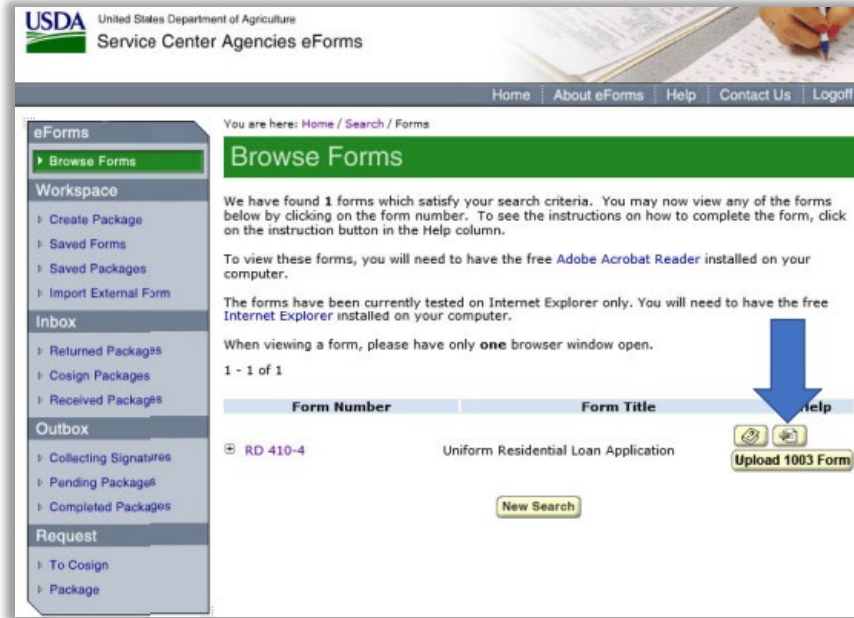 USDA
United States Department of Agriculture
Service Center Agencies eForms
Home
About eForms
Help
Contact Us
Logoff
eForms
Browse Forms
Workspace
Create Package
Saved Forms
Saved Packages
Import External Form
Inbox
Returned Packages
Cosign Packages
Received Packages
Outbox
Collecting Signatures
Pending Packages
Completed Packages
Request
To Cosign
Package
You are here: Home / Search / Forms
Browse Forms
We have found 1 forms which satisfy your search criteria. You may now view any of the forms
below by clicking on the form number. To see the instructions on how to complete the form, click
on the instruction button in the Help column.
To view these forms, you will need to have the free Adobe Acrobat Reader installed on your
computer.
The forms have been currently tested on Internet Explorer only. You will need to have the free
Internet Explorer installed on your computer.
When viewing a form, please have only one browser window open.
1 - 1 of 1
Form Number Form Title Help
RD 410-4 Uniform Residential Loan Application
Upload 1003 Form
New Search